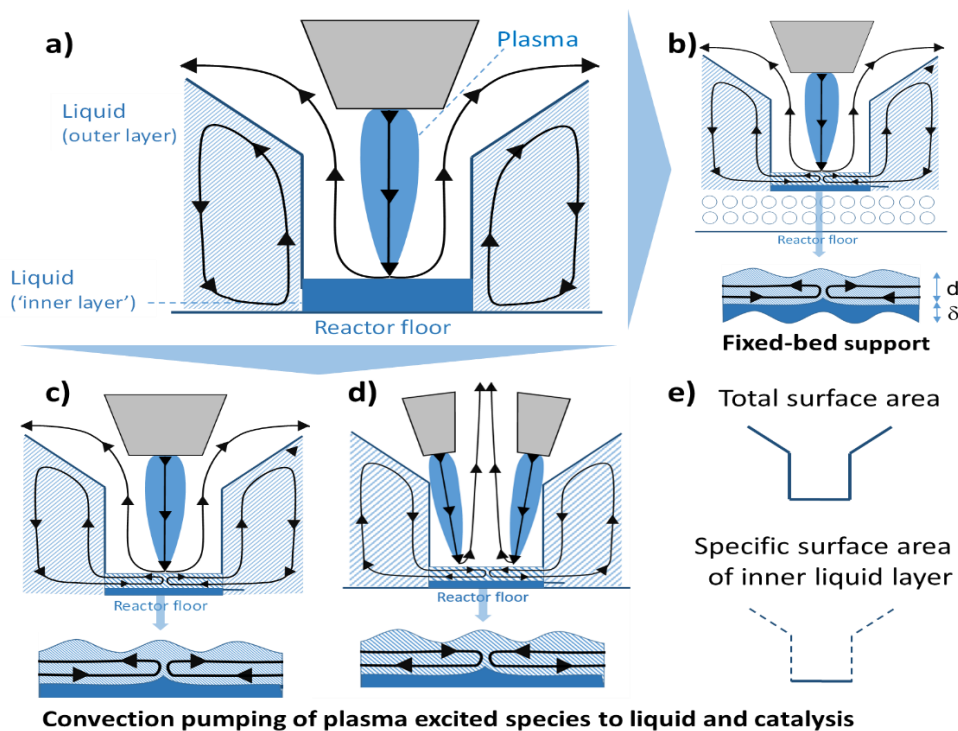 a)
Plasma
Liquid
(outer layer)
Liquid
(‘inner layer’)
Reactor floor
b)
Reactor floor
d
δ
Fixed-bed support
c)
Reactor floor
d)
Reactor floor
e)
Total surface area
Specific surface area
of inner liquid layer
Convection pumping of plasma excited species to liquid and catalysis